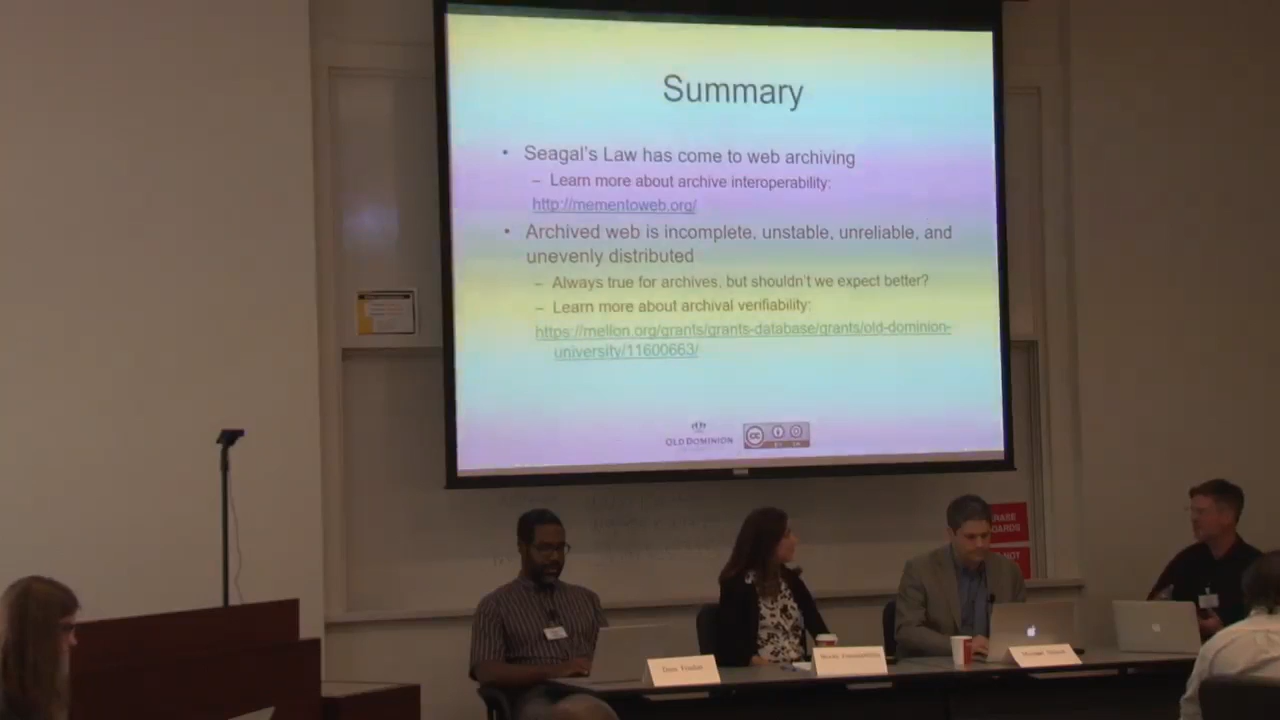 Summary
• Seagal's Law has come to web archiving
– Learn more about archive interoperability:
http://mementoweb.org/
• Archived web is incomplete, unstable, unreliable, and
unevenly distributed
– Always true for archives, but shouldn't we expect better?
– Learn more about archival verifiability:
https://mellon.org/grants/grants-database/grants/old-dominion-
university/11600663/
OLD DOMINION
CC